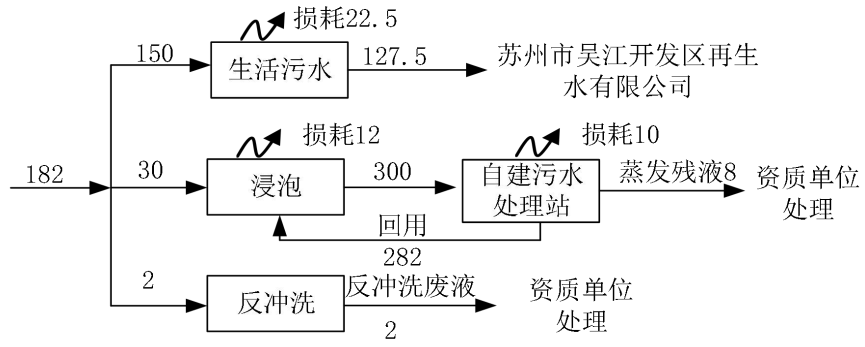 损耗22.5
150
生活污水
127.5
苏州市吴江开发区再生
水有限公司
损耗12
损耗10
182
30
浸泡
300
自建污水
处理站
蒸发残液8
资质单位
处理
回用
282
2
反冲洗
反冲洗废液
2
资质单位
处理